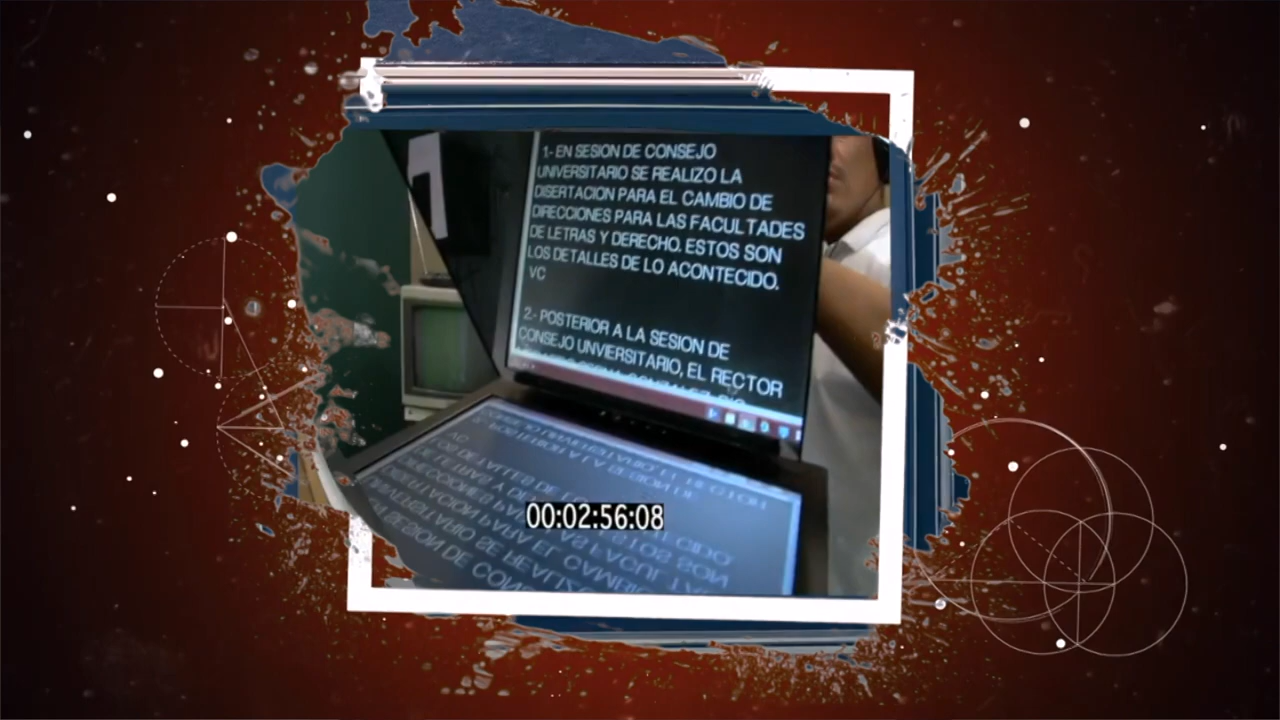 1- EN SESION DE CONSEJO
UNIVERSITARIO SE REALIZO LA
DISERTACION PARA EL CAMBIO DE
DIRECCIONES PARA LAS FACULTADES
DE LETRAS Y DERECHO. ESTOS SON
LOS DETALLES DE LO ACONTECIDO.
VC
2.- POSTERIOR A LA SESION DE
CONSEJO UNVIERSITARIO, EL RECTOR
00:02:56:08